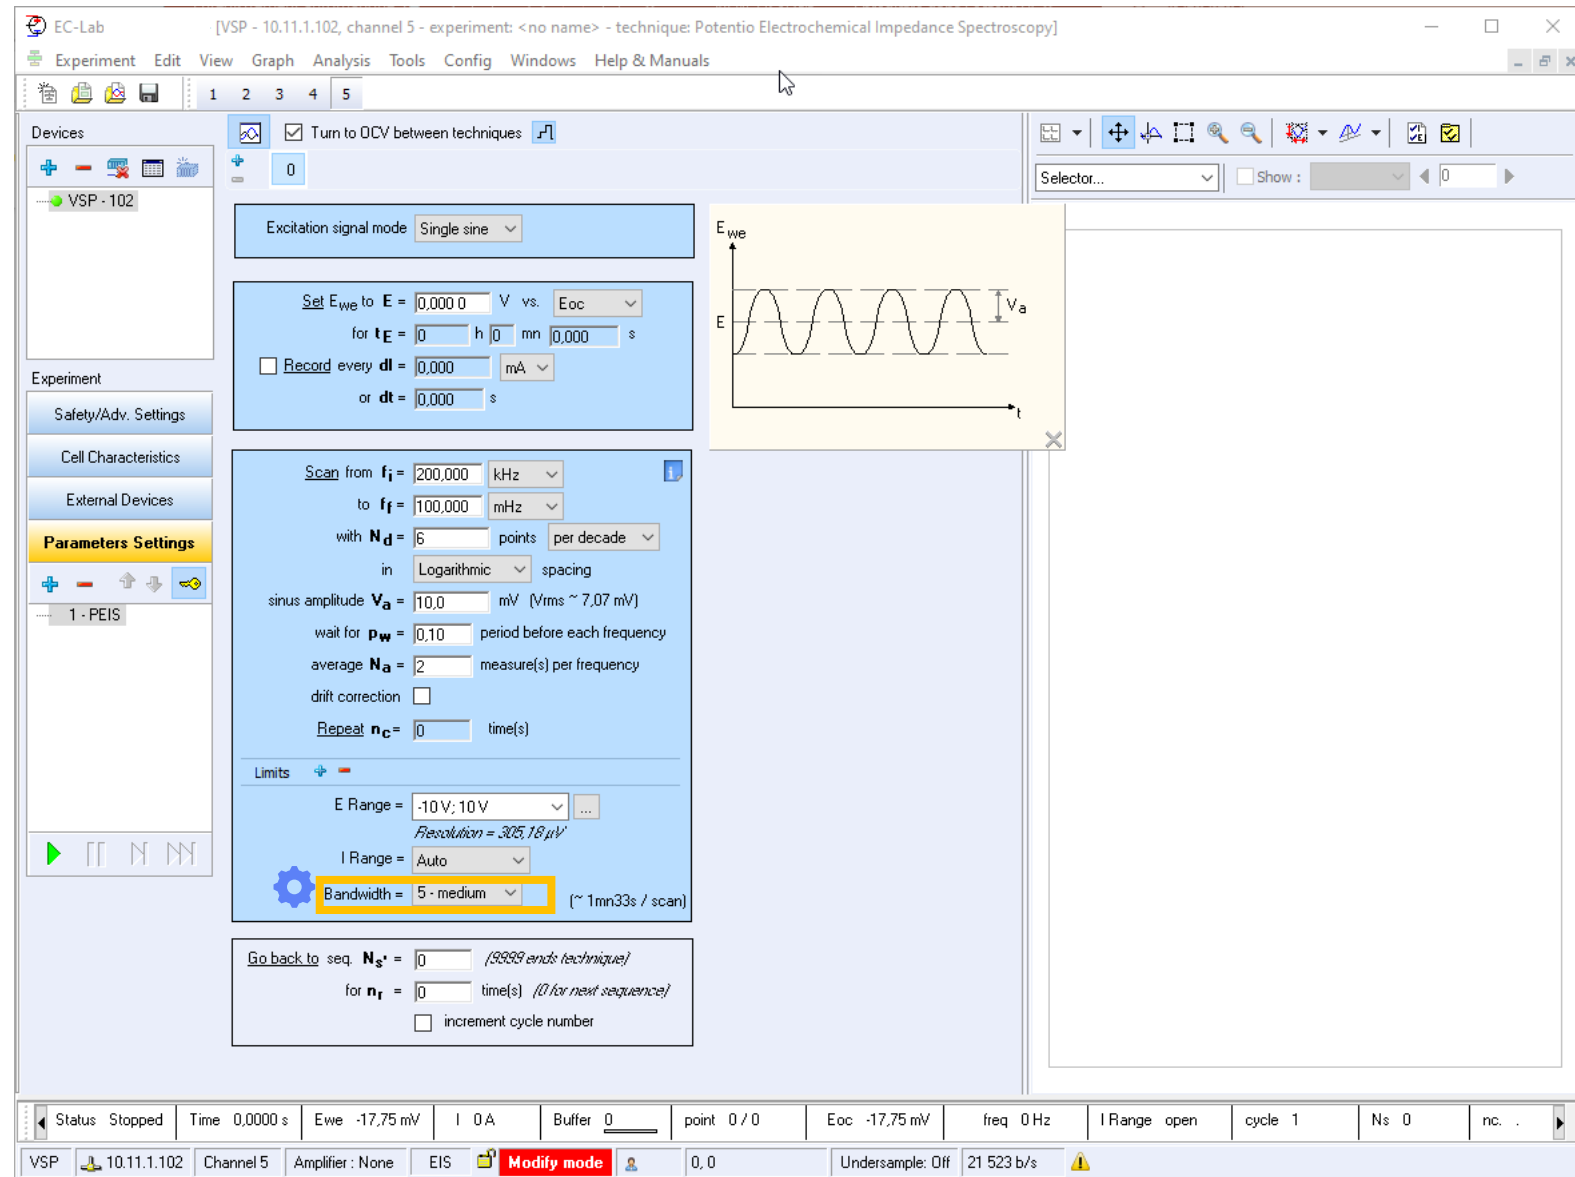 EC-Lab [VSP - 10.11.1.102, channel 5 - experiment: <no name> - technique: Potentio Electrochemical Impedance Spectroscopy]
Experiment Edit View Graph Analysis Tools Config Windows Help & Manuals
1 2 3 4 5
Devices
Turn to OCV between techniques
0
VSP - 102
Selector...
Show :
0
Excitation signal mode Single sine
Set Ewe to E = 0,000 0 V vs. Eoc
for tE = 0 h 0 mn 0,000 s
Record every dI = 0,000 mA
or dt = 0,000 s
Ewe
E
Va
t
Experiment
Safety/Adv. Settings
Cell Characteristics
External Devices
Parameters Settings
1 - PEIS
Scan from fi = 200,000 kHz
to ff = 100,000 mHz
with Nd = 6 points per decade
in Logarithmic spacing
sinus amplitude Va = 10,0 mV (Vrms ~ 7,07 mV)
wait for pw = 0,10 period before each frequency
average Na = 2 measure(s) per frequency
drift correction
Repeat nc = 0 time(s)
Limits
E Range = -10 V; 10 V ...
Resolution = 305,18 µV
I Range = Auto
Bandwidth = 5 - medium (~ 1mn33s / scan)
Go back to seq. Ns' = 0 (9999 ends technique)
for nr = 0 time(s) (0 for next sequence)
increment cycle number
Status Stopped Time 0,0000 s Ewe -17,75 mV I 0 A Buffer 0 point 0 / 0 Eoc -17,75 mV freq 0 Hz I Range open cycle 1 Ns 0 nc. .
VSP 10.11.1.102 Channel 5 Amplifier : None EIS Modify mode 0, 0 Undersample: Off 21 523 b/s